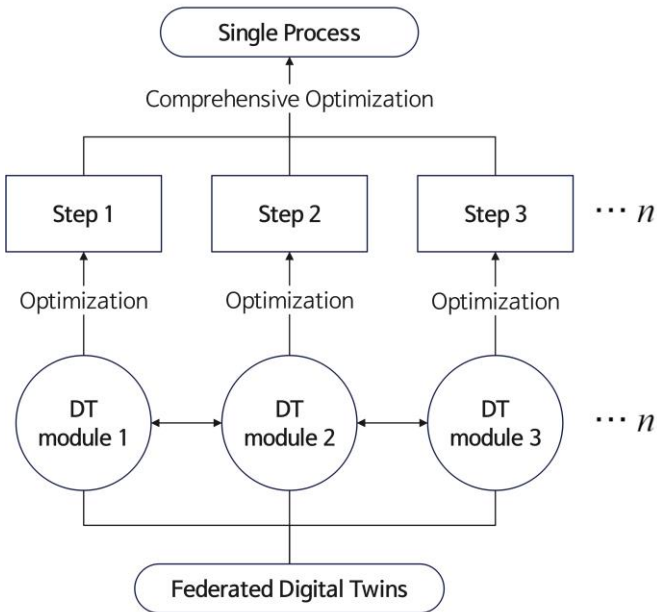 Single Process
Comprehensive Optimization
Step 1
Step 2
Step 3
··· n
Optimization
Optimization
Optimization
DT
module 1
DT
module 2
DT
module 3
··· n
Federated Digital Twins